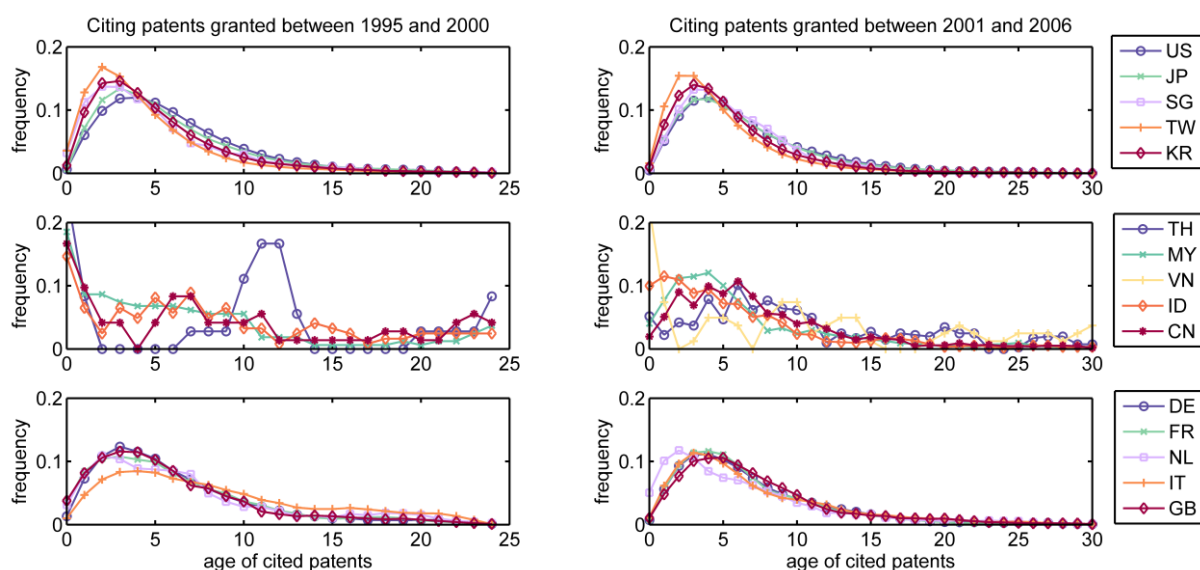 Citing patents granted between 1995 and 2000
Citing patents granted between 2001 and 2006
frequency
0.2
0.1
0
0 5 10 15 20 25
frequency
0.2
0.1
0
0 5 10 15 20 25 30
US
JP
SG
TW
KR
frequency
0.2
0.1
0
0 5 10 15 20 25
frequency
0.2
0.1
0
0 5 10 15 20 25 30
TH
MY
VN
ID
CN
frequency
0.2
0.1
0
0 5 10 15 20 25
age of cited patents
frequency
0.2
0.1
0
0 5 10 15 20 25 30
age of cited patents
DE
FR
NL
IT
GB